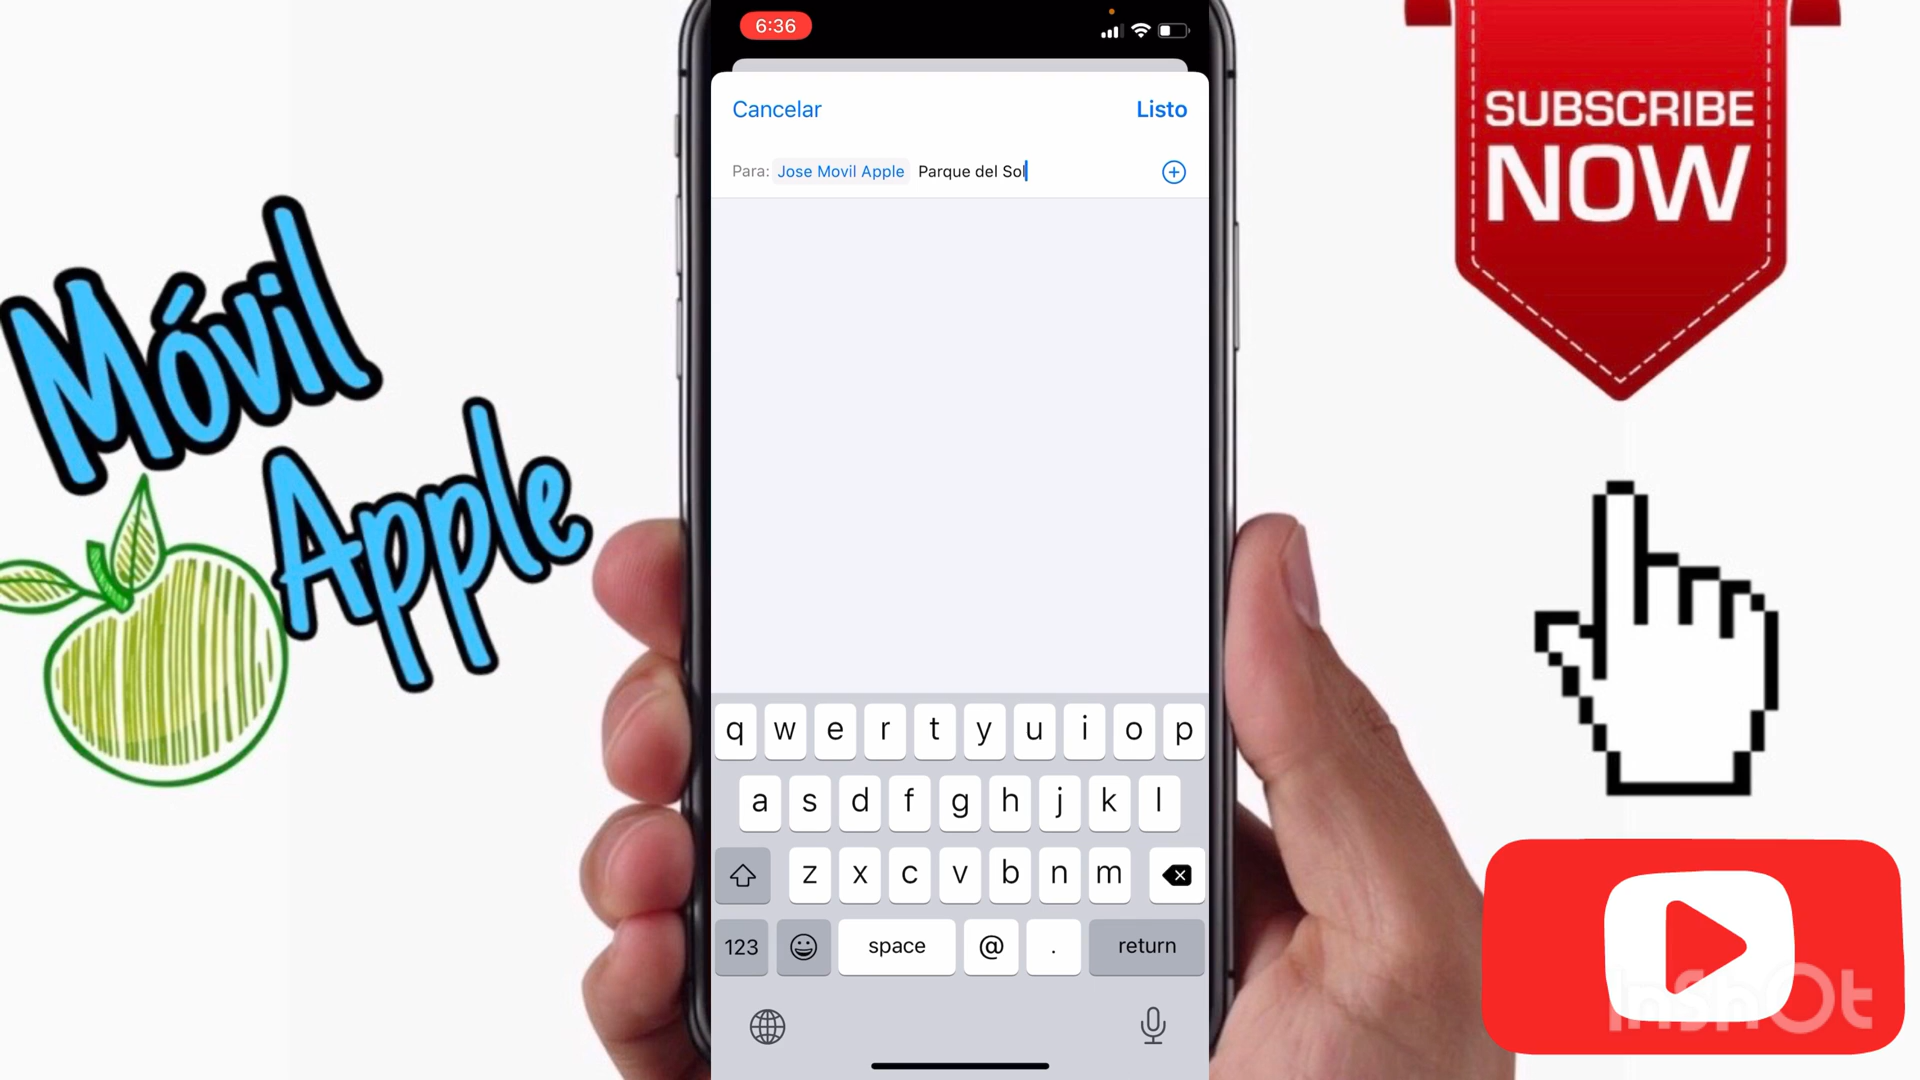 6:36
Cancelar
Listo
Para: Jose Movil Apple Parque del Sol
Móvil
Apple
SUBSCRIBE
NOW
q w e r t y u i o p
a s d f g h j k l
z x c v b n m
123 space @ . return
InShOt